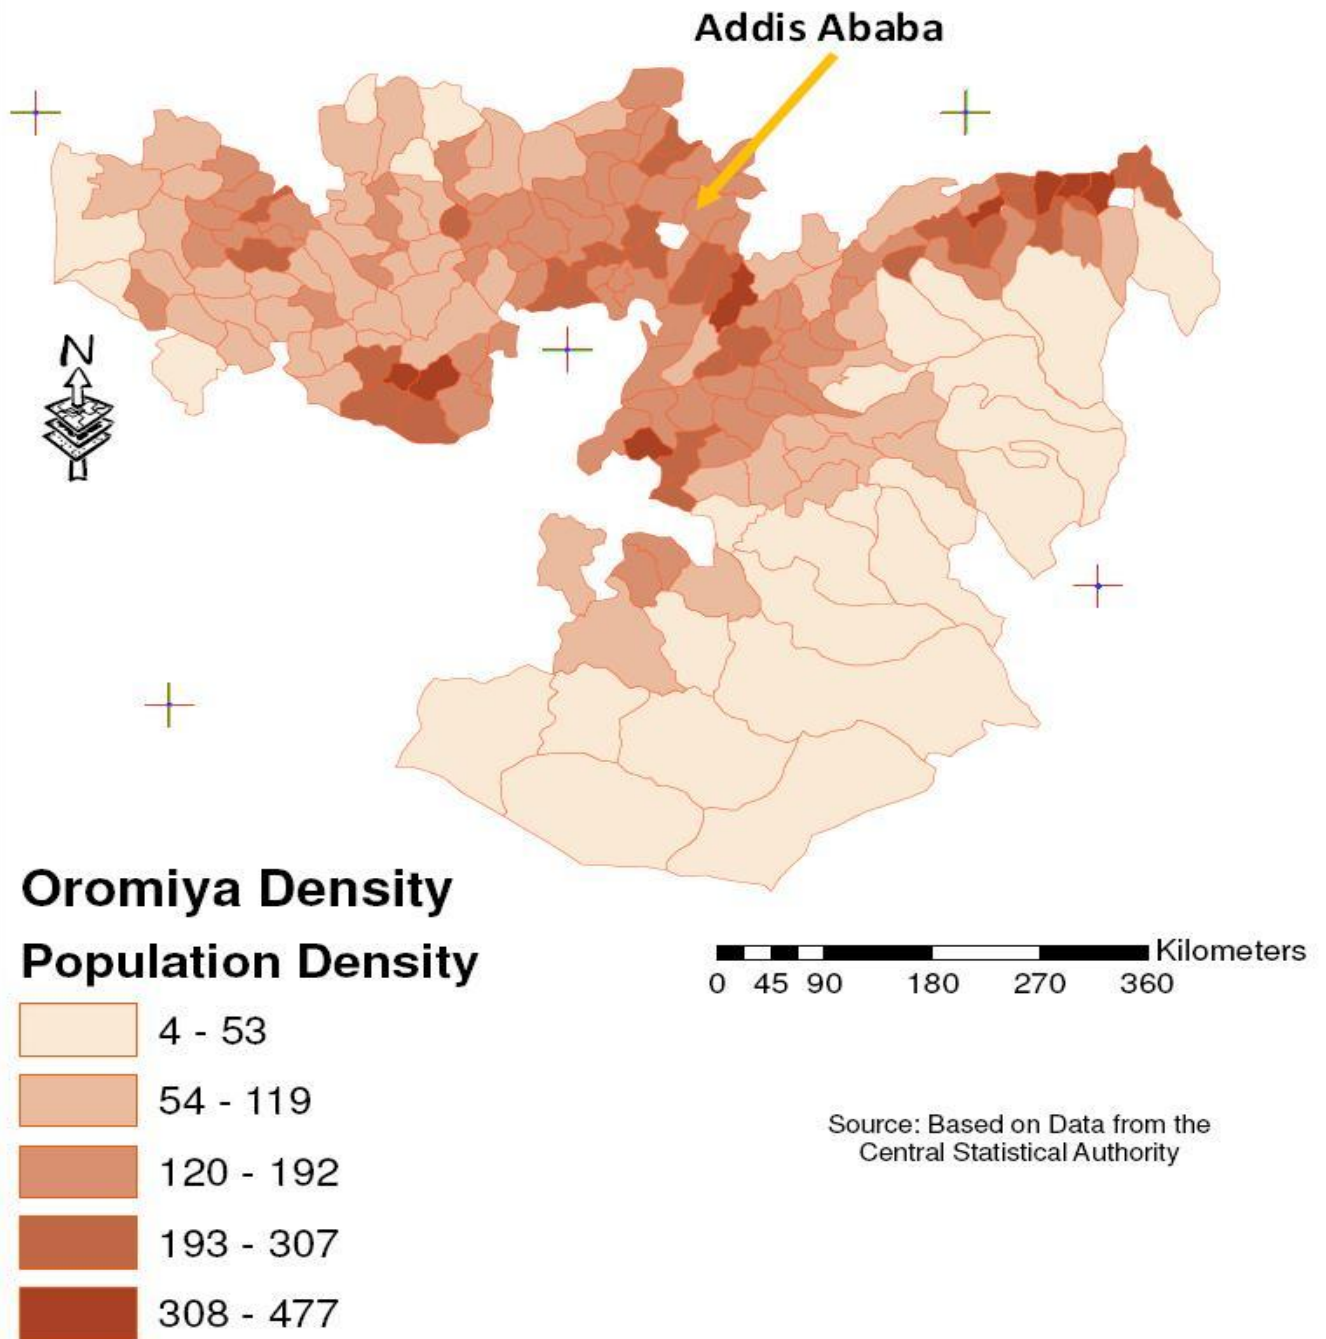 Addis Ababa
N
Oromiya Density
Population Density
4 - 53
54 - 119
120 - 192
193 - 307
308 - 477
Kilometers
0 45 90 180 270 360
Source: Based on Data from the
Central Statistical Authority